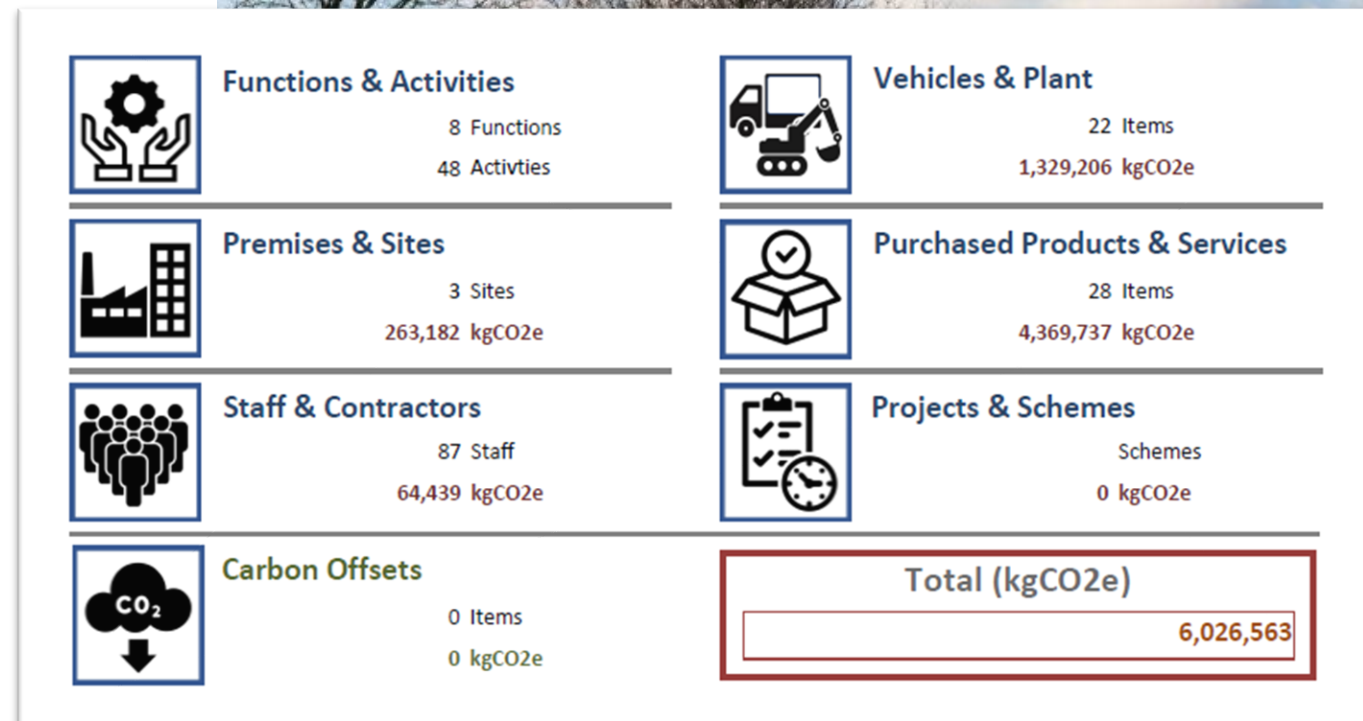 Functions & Activities
8 Functions
48 Activties
Vehicles & Plant
22 Items
1,329,206 kgCO2e
Premises & Sites
3 Sites
263,182 kgCO2e
Purchased Products & Services
28 Items
4,369,737 kgCO2e
Staff & Contractors
87 Staff
64,439 kgCO2e
Projects & Schemes
Schemes
0 kgCO2e
CO2
Carbon Offsets
0 Items
0 kgCO2e
Total (kgCO2e)
6,026,563